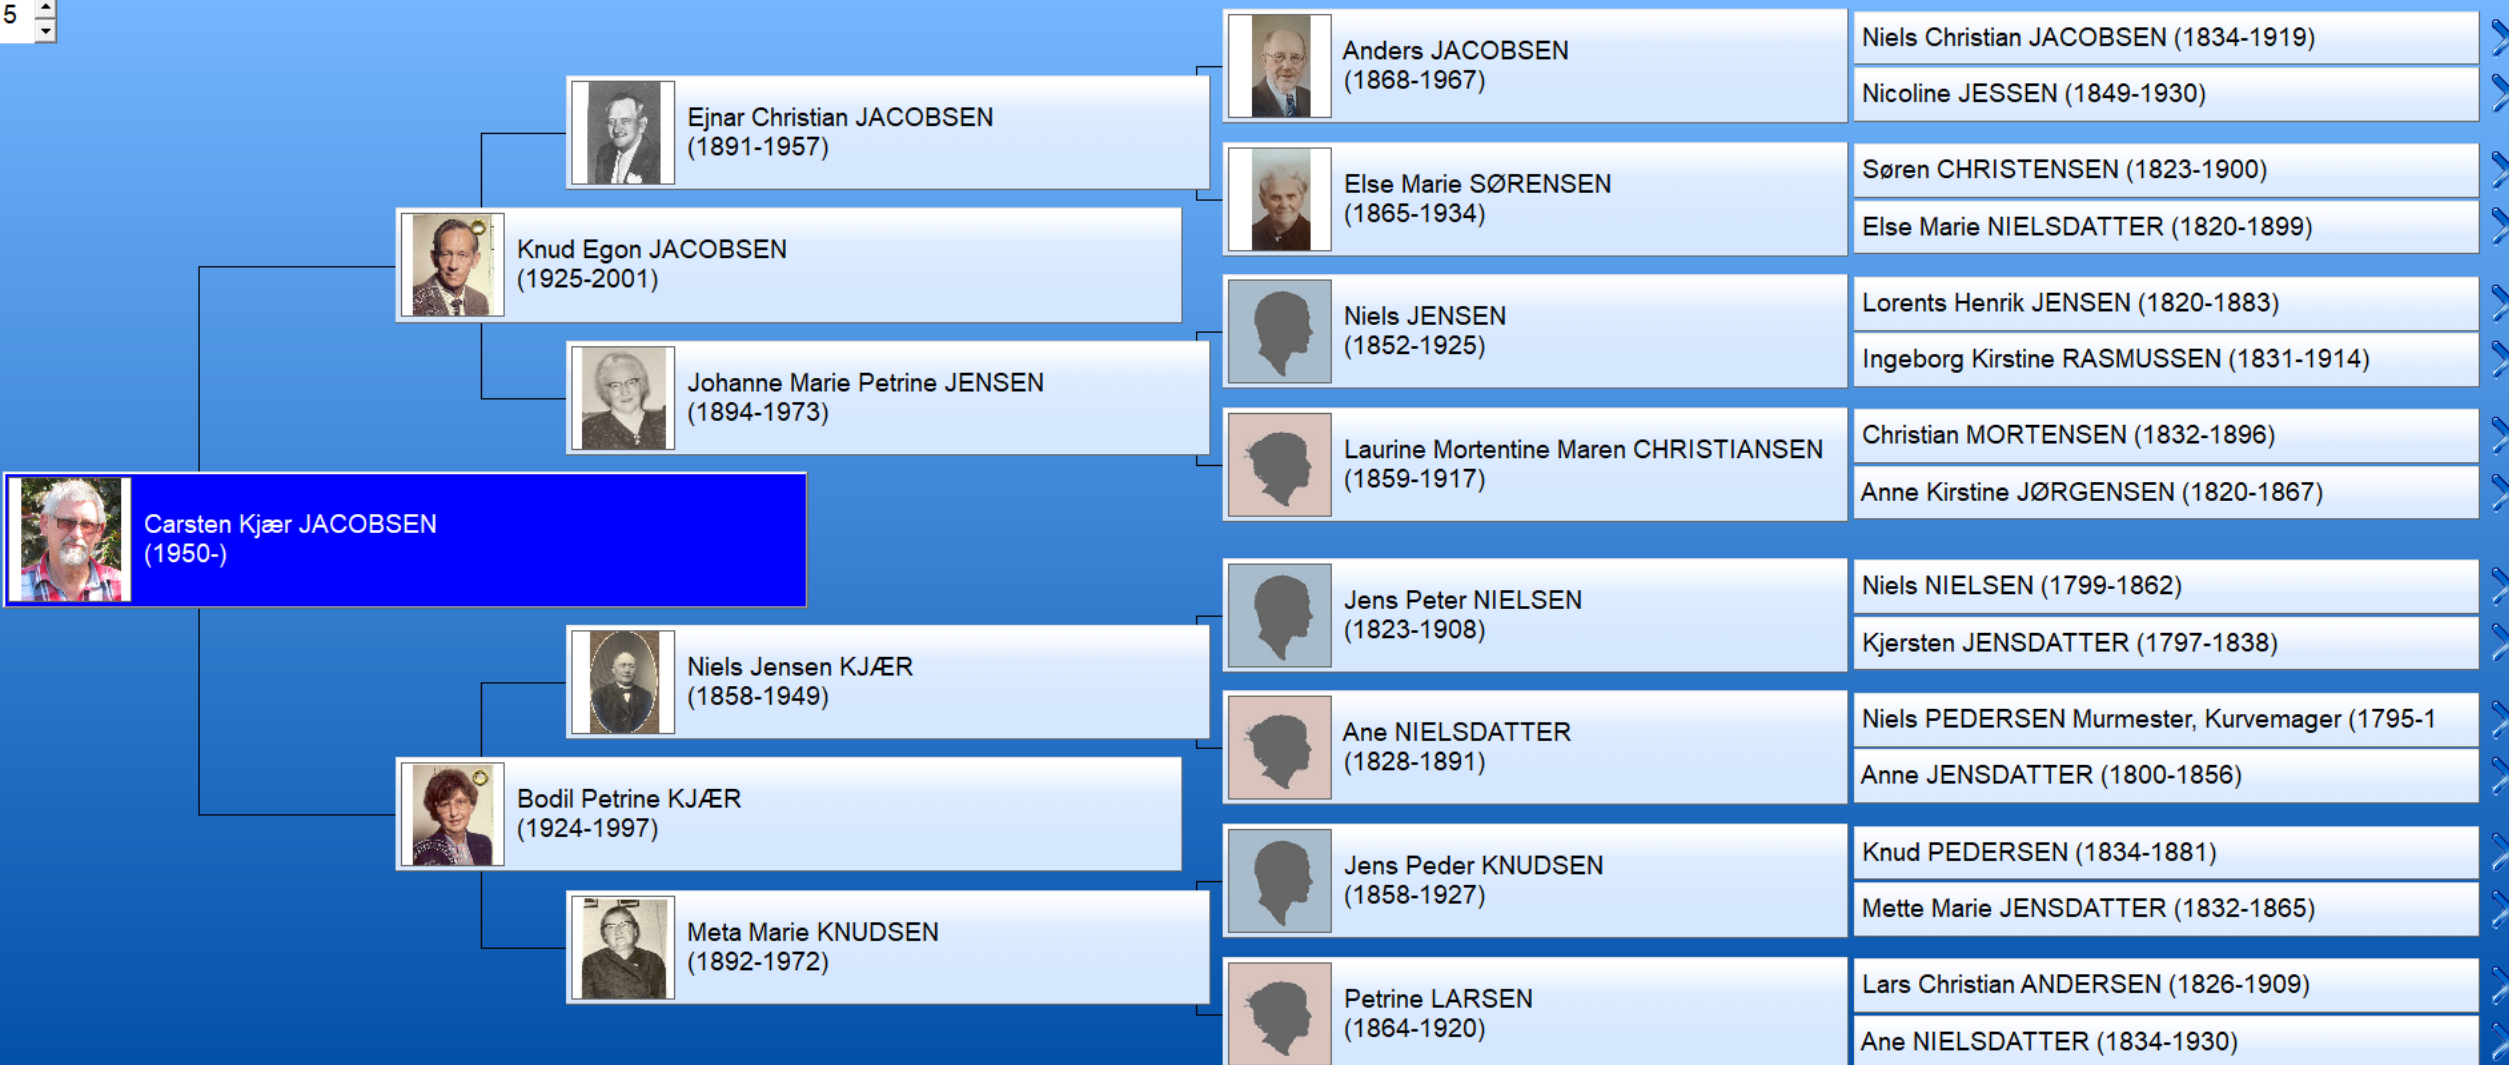 5
Anders JACOBSEN
(1868-1967)
Niels Christian JACOBSEN (1834-1919)
Nicoline JESSEN (1849-1930)
Ejnar Christian JACOBSEN
(1891-1957)
Else Marie SØRENSEN
(1865-1934)
Søren CHRISTENSEN (1823-1900)
Else Marie NIELSDATTER (1820-1899)
Knud Egon JACOBSEN
(1925-2001)
Niels JENSEN
(1852-1925)
Lorents Henrik JENSEN (1820-1883)
Ingeborg Kirstine RASMUSSEN (1831-1914)
Johanne Marie Petrine JENSEN
(1894-1973)
Laurine Mortentine Maren CHRISTIANSEN
(1859-1917)
Christian MORTENSEN (1832-1896)
Anne Kirstine JØRGENSEN (1820-1867)
Carsten Kjær JACOBSEN
(1950-)
Jens Peter NIELSEN
(1823-1908)
Niels NIELSEN (1799-1862)
Kjersten JENSDATTER (1797-1838)
Niels Jensen KJÆR
(1858-1949)
Ane NIELSDATTER
(1828-1891)
Niels PEDERSEN Murmester, Kurvemager (1795-1
Anne JENSDATTER (1800-1856)
Bodil Petrine KJÆR
(1924-1997)
Jens Peder KNUDSEN
(1858-1927)
Knud PEDERSEN (1834-1881)
Mette Marie JENSDATTER (1832-1865)
Meta Marie KNUDSEN
(1892-1972)
Petrine LARSEN
(1864-1920)
Lars Christian ANDERSEN (1826-1909)
Ane NIELSDATTER (1834-1930)